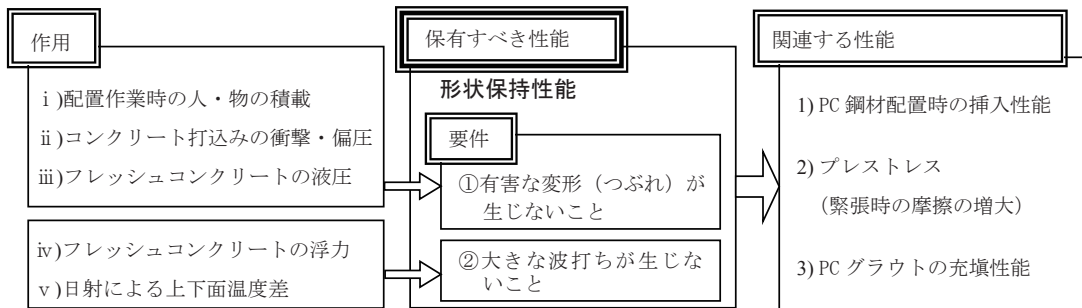 作用
ⅰ)配置作業時の人・物の積載
ⅱ)コンクリート打込みの衝撃・偏圧
ⅲ)フレッシュコンクリートの液圧
ⅳ)フレッシュコンクリートの浮力
ⅴ)日射による上下面温度差
保有すべき性能
形状保持性能
要件
①有害な変形（つぶれ）が
生じないこと
②大きな波打ちが生じな
いこと
関連する性能
1) PC 鋼材配置時の挿入性能
2) プレストレス
（緊張時の摩擦の増大）
3) PC グラウトの充塡性能